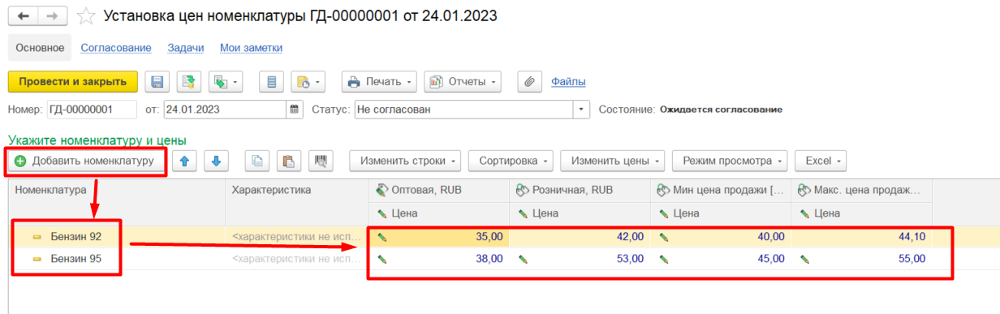 Установка цен номенклатуры ГД-00000001 от 24.01.2023
Основное Согласование Задачи Мои заметки
Провести и закрыть Печать Отчеты Файлы
Номер: ГД-00000001 от: 24.01.2023 Статус: Не согласован Состояние: Ожидается согласование
Укажите номенклатуру и цены
Добавить номенклатуру Изменить строки Сортировка Изменить цены Режим просмотра Excel
Номенклатура Характеристика Оптовая, RUB Розничная, RUB Мин цена продажи [... Макс. цена продаж...
Цена Цена Цена Цена
Бензин 92 <характеристики не исп... 35,00 42,00 40,00 44,10
Бензин 95 <характеристики не исп... 38,00 53,00 45,00 55,00